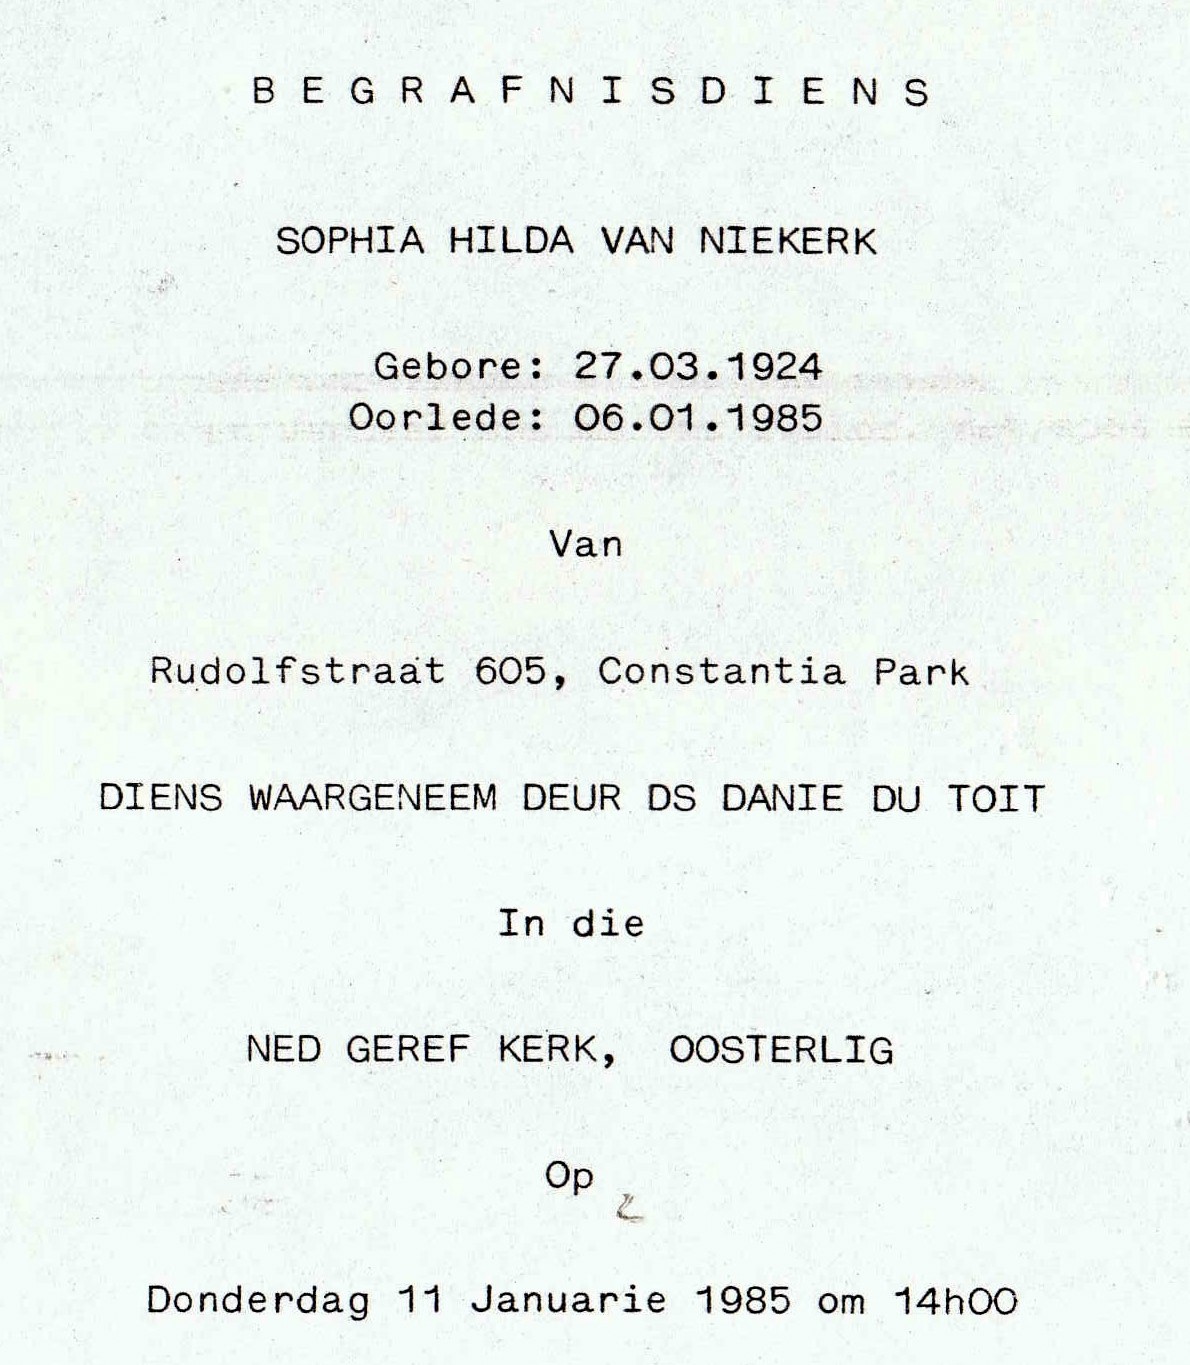 B E G R A F N I S D I E N S
SOPHIA HILDA VAN NIEKERK
Gebore: 27.03.1924
Oorlede: 06.01.1985
Van
Rudolfstraat 605, Constantia Park
DIENS WAARGENEEM DEUR DS DANIE DU TOIT
In die
NED GEREF KERK, OOSTERLIG
Op
Donderdag 11 Januarie 1985 om 14h00